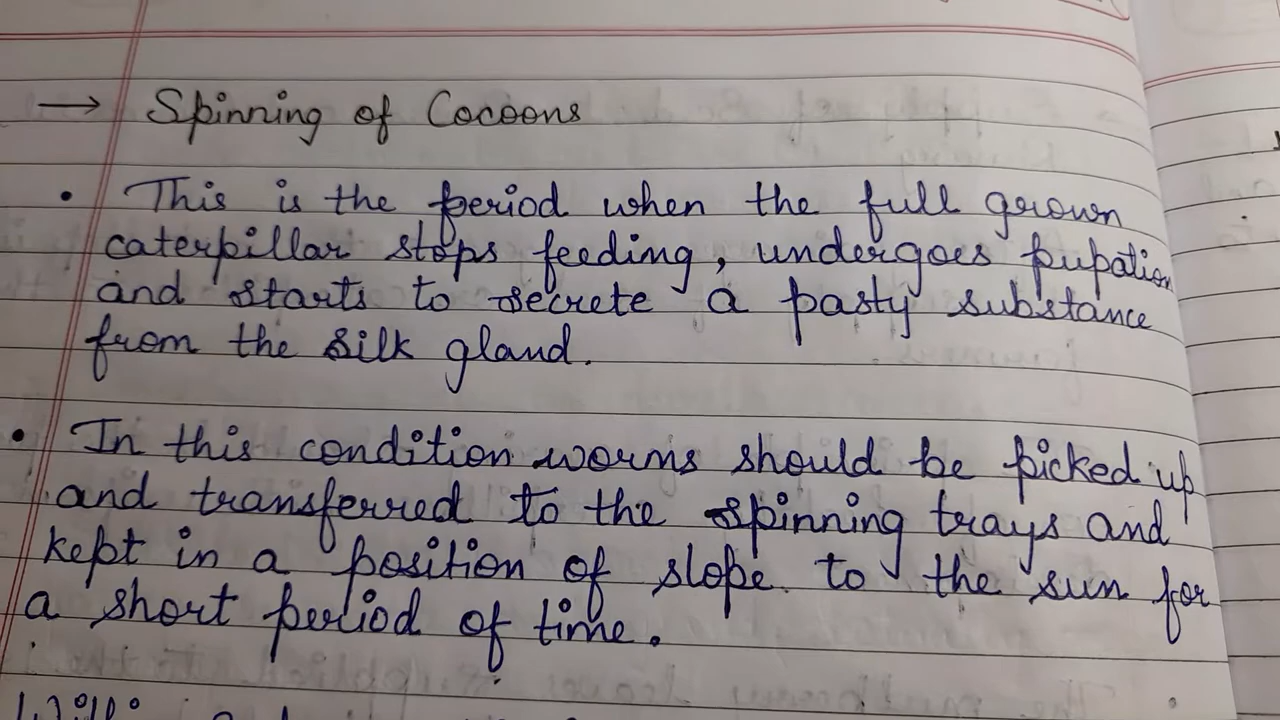 → Spinning of Cocoons
• This is the period when the full grown
caterpillar stops feeding, undergoes pupation
and starts to secrete a pasty substance
from the silk gland.
• In this condition worms should be picked up
and transferred to the spinning trays and
kept in a position of slope to the sun for
a short period of time.